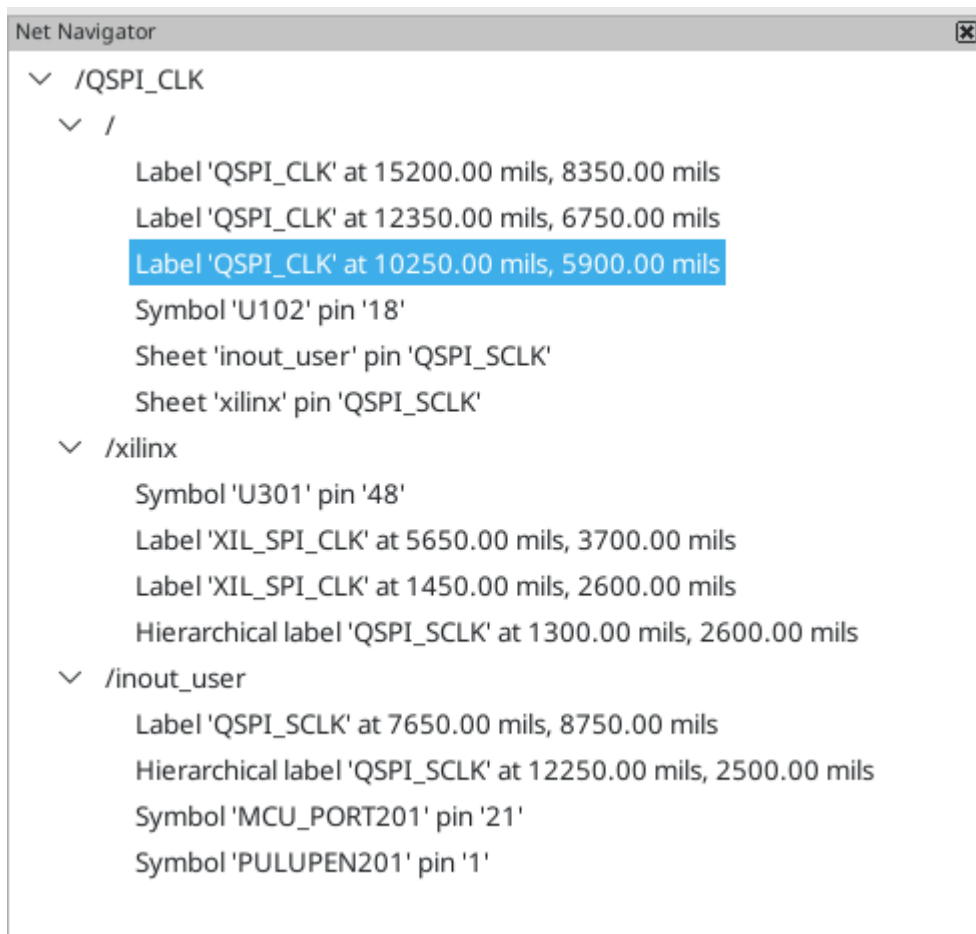 Net Navigator
/QSPI_CLK
/
Label 'QSPI_CLK' at 15200.00 mils, 8350.00 mils
Label 'QSPI_CLK' at 12350.00 mils, 6750.00 mils
Label 'QSPI_CLK' at 10250.00 mils, 5900.00 mils
Symbol 'U102' pin '18'
Sheet 'inout_user' pin 'QSPI_SCLK'
Sheet 'xilinx' pin 'QSPI_SCLK'
/xilinx
Symbol 'U301' pin '48'
Label 'XIL_SPI_CLK' at 5650.00 mils, 3700.00 mils
Label 'XIL_SPI_CLK' at 1450.00 mils, 2600.00 mils
Hierarchical label 'QSPI_SCLK' at 1300.00 mils, 2600.00 mils
/inout_user
Label 'QSPI_SCLK' at 7650.00 mils, 8750.00 mils
Hierarchical label 'QSPI_SCLK' at 12250.00 mils, 2500.00 mils
Symbol 'MCU_PORT201' pin '21'
Symbol 'PULUPEN201' pin '1'